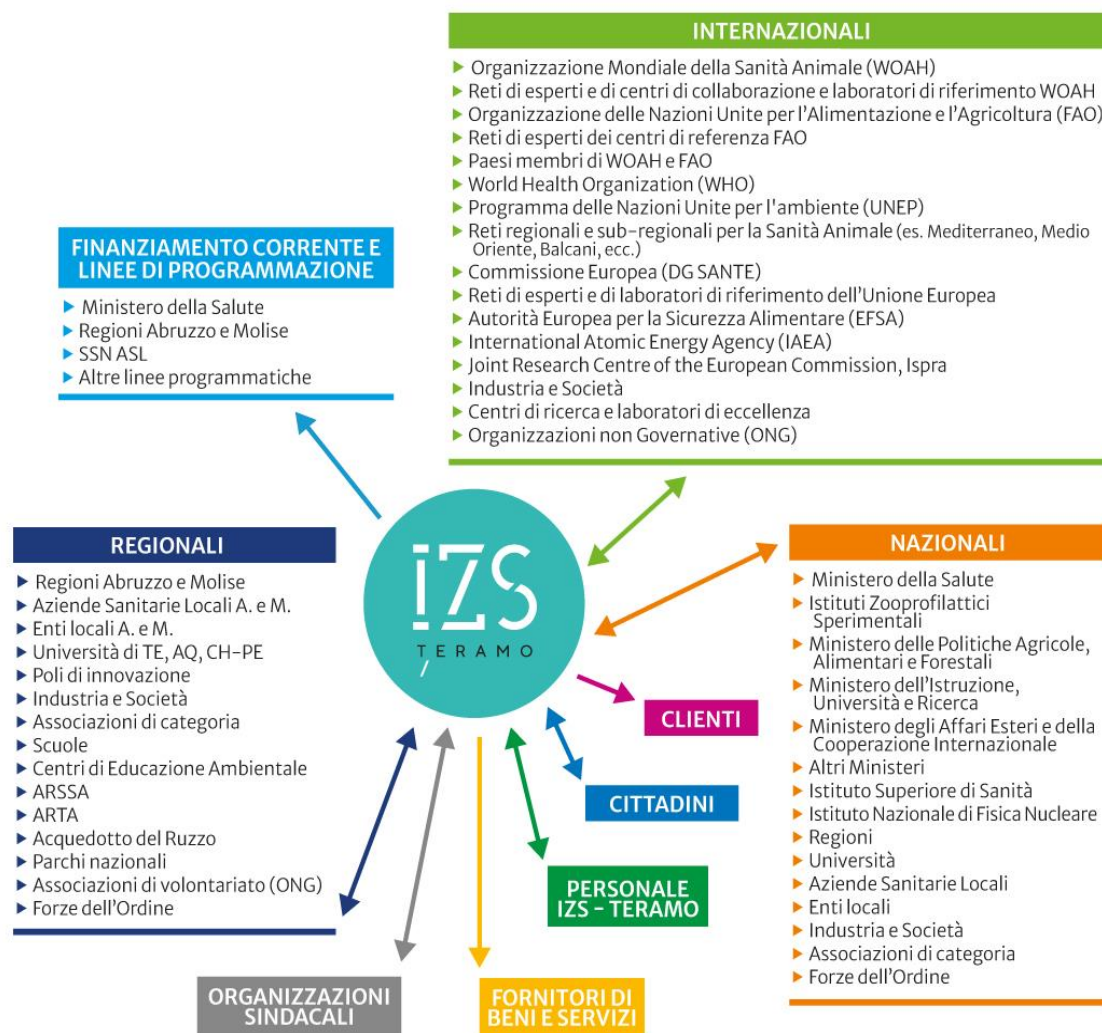 INTERNAZIONALI
Organizzazione Mondiale della Sanità Animale (WOAH)
Reti di esperti e di centri di collaborazione e laboratori di riferimento WOAH
Organizzazione delle Nazioni Unite per l'Alimentazione e l'Agricoltura (FAO)
Reti di esperti dei centri di referenza FAO
Paesi membri di WOAH e FAO
World Health Organization (WHO)
Programma delle Nazioni Unite per l'ambiente (UNEP)
Reti regionali e sub-regionali per la Sanità Animale (es. Mediterraneo, Medio
Oriente, Balcani, ecc.)
Commissione Europea (DG SANTE)
Reti di esperti e di laboratori di riferimento dell'Unione Europea
Autorità Europea per la Sicurezza Alimentare (EFSA)
International Atomic Energy Agency (IAEA)
Joint Research Centre of the European Commission, Ispra
Industria e Società
Centri di ricerca e laboratori di eccellenza
Organizzazioni non Governative (ONG)
FINANZIAMENTO CORRENTE E
LINEE DI PROGRAMMAZIONE
Ministero della Salute
Regioni Abruzzo e Molise
SSN ASL
Altre linee programmatiche
REGIONALI
Regioni Abruzzo e Molise
Aziende Sanitarie Locali A. e M.
Enti locali A. e M.
Università di TE, AQ, CH-PE
Poli di innovazione
Industria e Società
Associazioni di categoria
Scuole
Centri di Educazione Ambientale
ARSSA
ARTA
Acquedotto del Ruzzo
Parchi nazionali
Associazioni di volontariato (ONG)
Forze dell'Ordine
iZS
TERAMO
NAZIONALI
Ministero della Salute
Istituti Zooprofilattici
Sperimentali
Ministero delle Politiche Agricole,
Alimentari e Forestali
Ministero dell'Istruzione,
Università e Ricerca
Ministero degli Affari Esteri e della
Cooperazione Internazionale
Altri Ministeri
Istituto Superiore di Sanità
Istituto Nazionale di Fisica Nucleare
Regioni
Università
Aziende Sanitarie Locali
Enti locali
Industria e Società
Associazioni di categoria
Forze dell'Ordine
CLIENTI
CITTADINI
PERSONALE
IZS - TERAMO
ORGANIZZAZIONI
SINDACALI
FORNITORI DI
BENI E SERVIZI